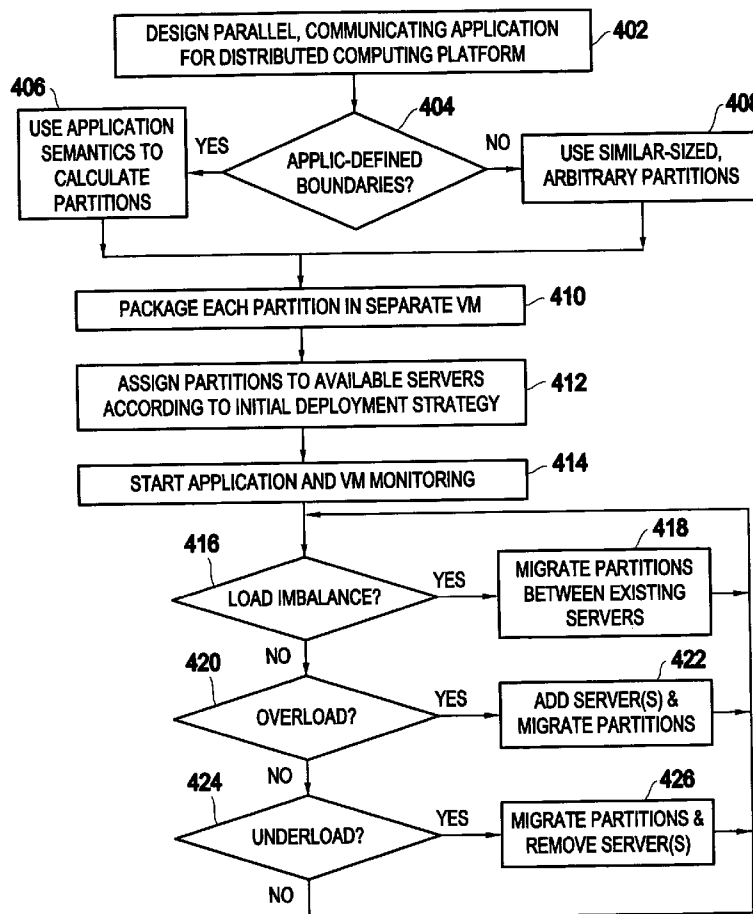 DESIGN PARALLEL, COMMUNICATING APPLICATION
FOR DISTRIBUTED COMPUTING PLATFORM
402
406
404
408
USE APPLICATION
SEMANTICS TO
CALCULATE
PARTITIONS
YES
APPLIC-DEFINED
BOUNDARIES?
NO
USE SIMILAR-SIZED,
ARBITRARY PARTITIONS
PACKAGE EACH PARTITION IN SEPARATE VM
410
ASSIGN PARTITIONS TO AVAILABLE SERVERS
ACCORDING TO INITIAL DEPLOYMENT STRATEGY
412
START APPLICATION AND VM MONITORING
414
416
LOAD IMBALANCE?
YES
418
MIGRATE PARTITIONS
BETWEEN EXISTING
SERVERS
NO
420
OVERLOAD?
YES
422
ADD SERVER(S) &
MIGRATE PARTITIONS
NO
424
UNDERLOAD?
YES
426
MIGRATE PARTITIONS &
REMOVE SERVER(S)
NO